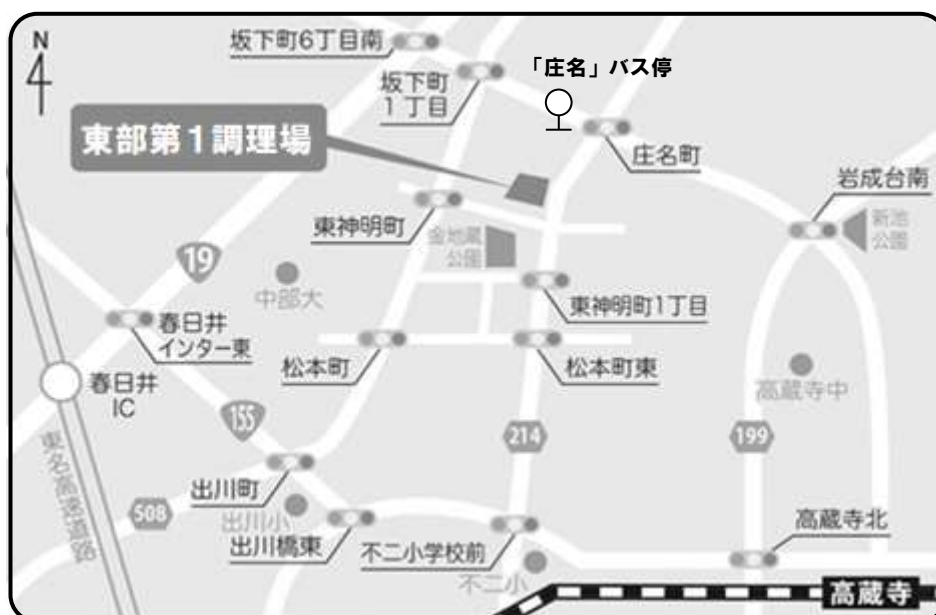 N
坂下町6丁目南
「庄名」バス停
坂下町
1丁目
東部第1調理場
庄名町
岩成台南
新池
公園
東神明町
金地蔵
公園
19
中部大
東神明町1丁目
春日井
インター東
松本町
松本町東
春日井
IC
高蔵寺中
155
214
199
東名高速道路
出川町
508
出川小
出川橋東
不二小学校前
高蔵寺北
不二小
高蔵寺